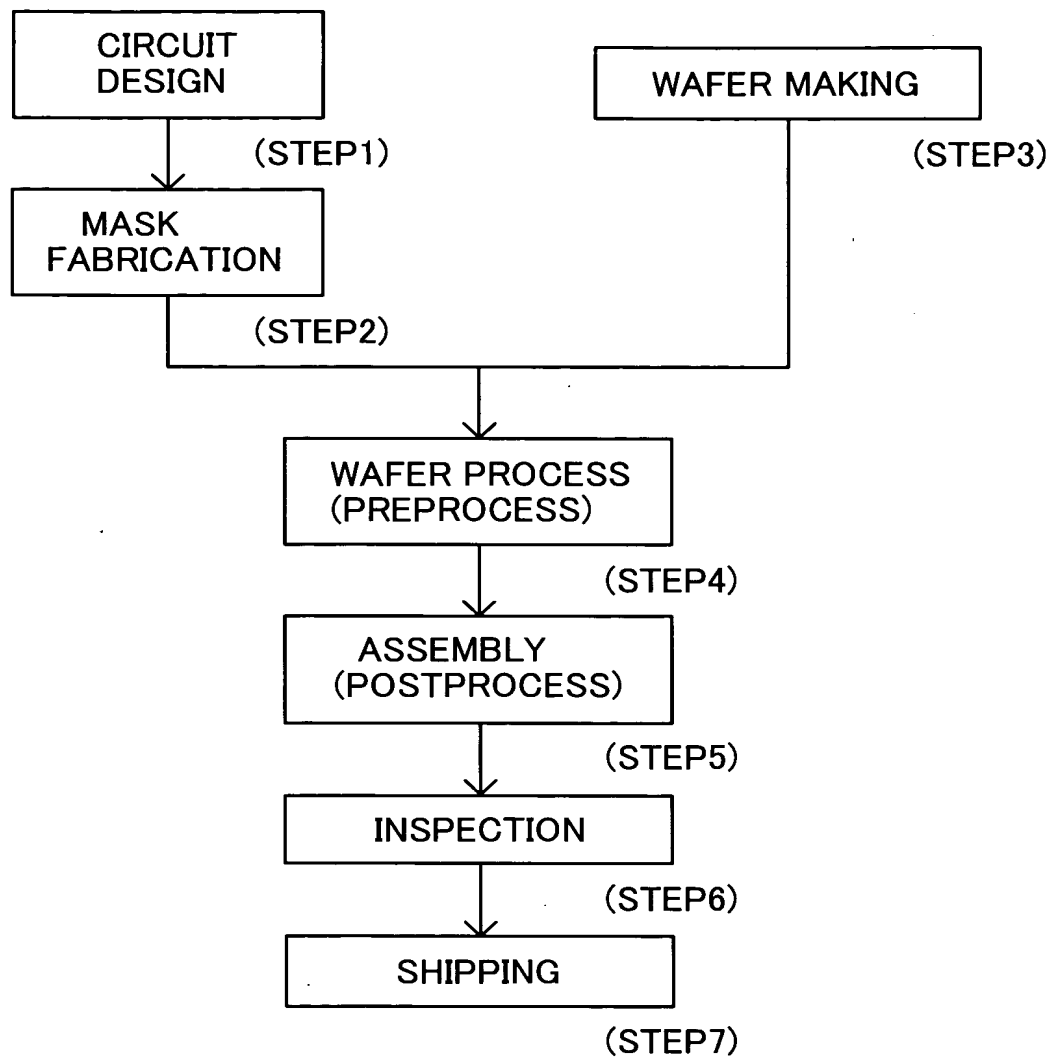 CIRCUIT
DESIGN
(STEP1)
MASK
FABRICATION
(STEP2)
WAFER MAKING
(STEP3)
WAFER PROCESS
(PREPROCESS)
(STEP4)
ASSEMBLY
(POSTPROCESS)
(STEP5)
INSPECTION
(STEP6)
SHIPPING
(STEP7)